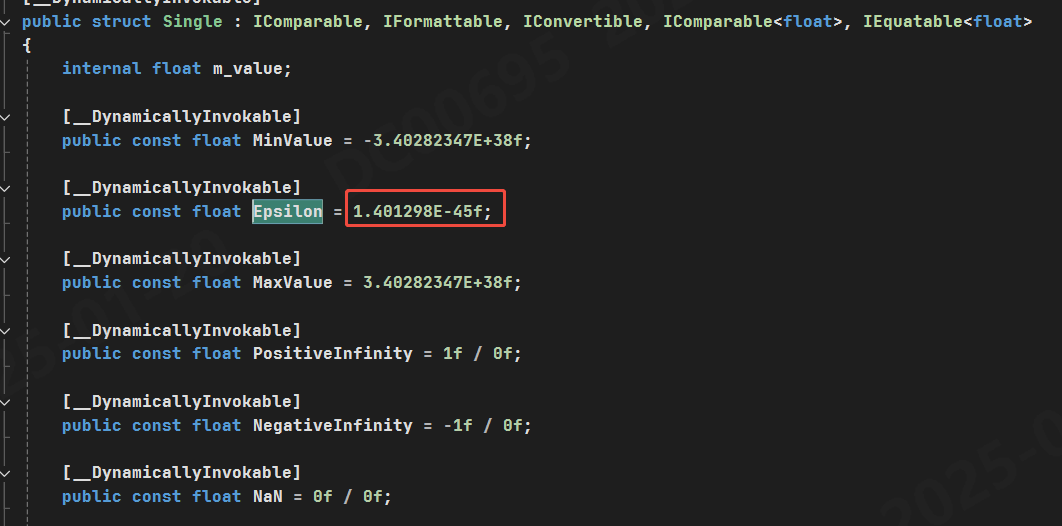 [__DynamicallyInvokable]
public struct Single : IComparable, IFormattable, IConvertible, IComparable<float>, IEquatable<float>
{
internal float m_value;
[__DynamicallyInvokable]
public const float MinValue = -3.40282347E+38f;
[__DynamicallyInvokable]
public const float Epsilon = 1.401298E-45f;
[__DynamicallyInvokable]
public const float MaxValue = 3.40282347E+38f;
[__DynamicallyInvokable]
public const float PositiveInfinity = 1f / 0f;
[__DynamicallyInvokable]
public const float NegativeInfinity = -1f / 0f;
[__DynamicallyInvokable]
public const float NaN = 0f / 0f;